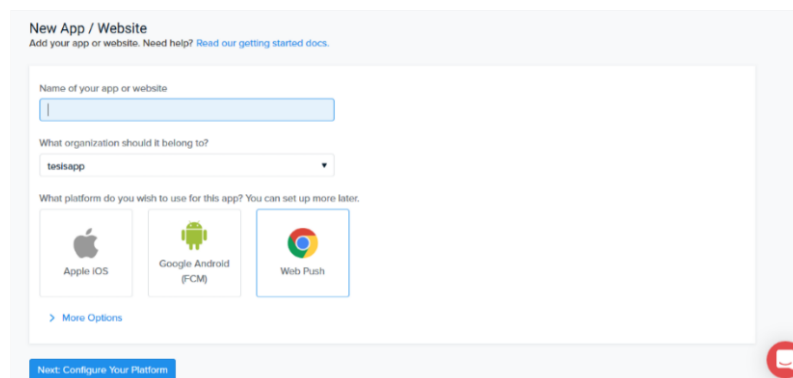 New App / Website
Add your app or website. Need help? Read our getting started docs.
Name of your app or website
What organization should it belong to?
tesisapp
What platform do you wish to use for this app? You can set up more later.
Apple iOS
Google Android
(FCM)
Web Push
More Options
Next: Configure Your Platform